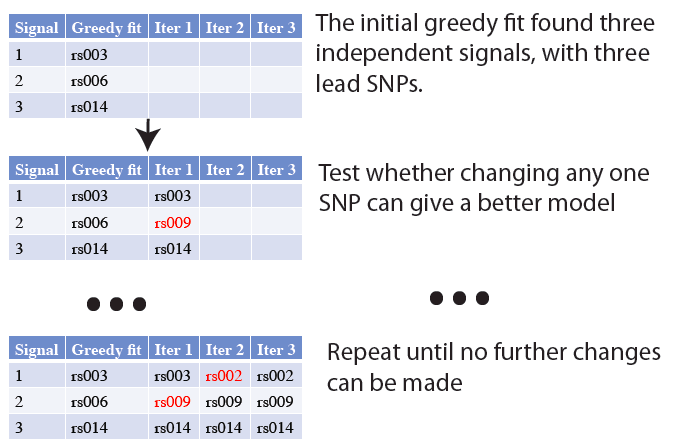 Signal Greedy fit Iter 1 Iter 2 Iter 3
1 rs003
2 rs006
3 rs014
The initial greedy fit found three
independent signals, with three
lead SNPs.
Signal Greedy fit Iter 1 Iter 2 Iter 3
1 rs003 rs003
2 rs006 rs009
3 rs014 rs014
Test whether changing any one
SNP can give a better model
Signal Greedy fit Iter 1 Iter 2 Iter 3
1 rs003 rs003 rs002 rs002
2 rs006 rs009 rs009 rs009
3 rs014 rs014 rs014 rs014
Repeat until no further changes
can be made